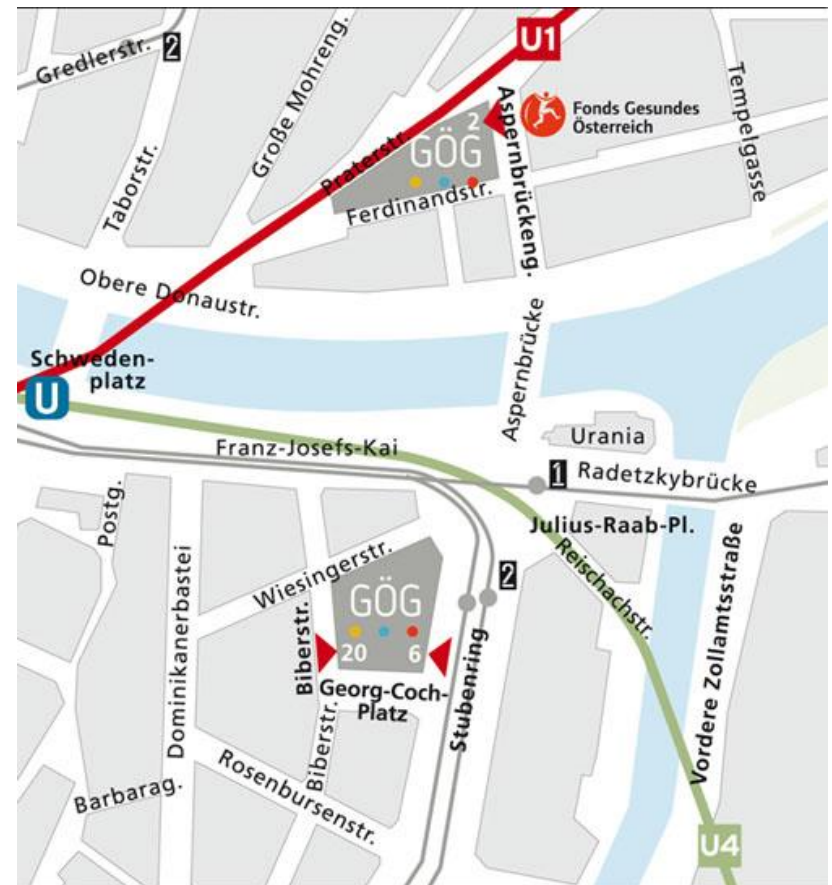 U1
Gredlerstr.
2
Große Mohreng.
Taborstr.
Praterstr.
2
GÖG
Aspernbrückeng.
Fonds Gesundes
Österreich
Tempelgasse
Ferdinandstr.
Obere Donaustr.
Schweden-
platz
U
Aspernbrücke
Urania
Franz-Josefs-Kai
1
Radetzkybrücke
Julius-Raab-Pl.
Postg.
Dominikanerbastei
Wiesingerstr.
GÖG
20
6
Biberstr.
Georg-Coch-
Platz
Stubenring
2
Reischachstr.
Vordere Zollamtsstraße
Biberstr.
Rosenbursenstr.
Barbarag.
U4